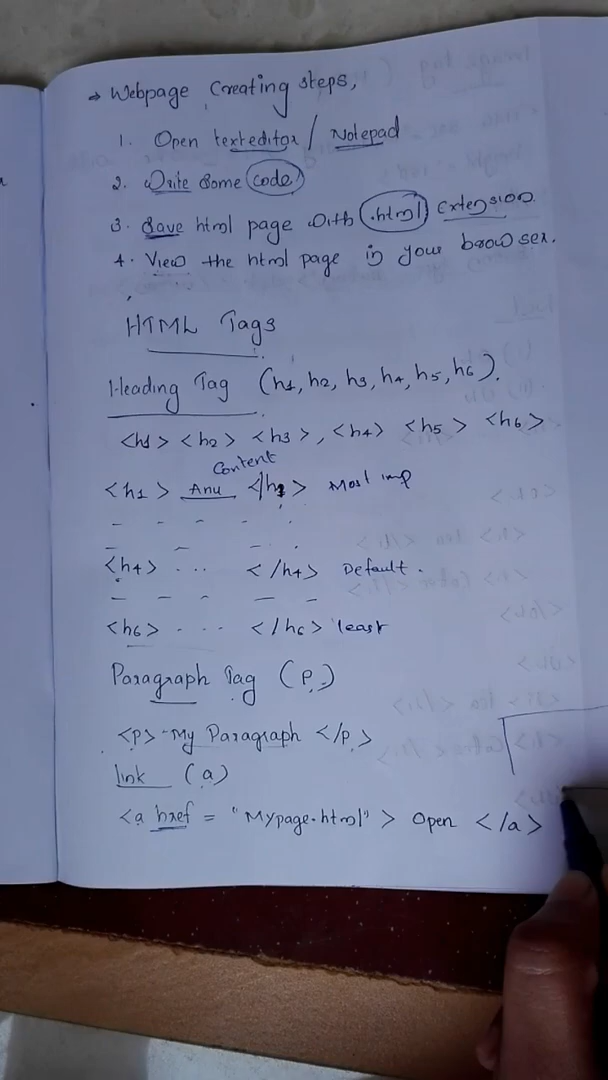 → Webpage Creating steps,
1. Open texteditor / Notepad
2. Write Some code.
3. Save html page with .html extension.
4. View the html page in your browser.
HTML Tags
Heading Tag (h1, h2, h3, h4, h5, h6).
<h1> <h2> <h3>, <h4> <h5> <h6>
Content
<h1> Anu </h1> Most imp
<h4> ... </h4> Default.
<h6> ... </h6> least
Paragraph Tag (p)
<p> My Paragraph </p>
link (a)
<a href = "Mypage.html"> Open </a>